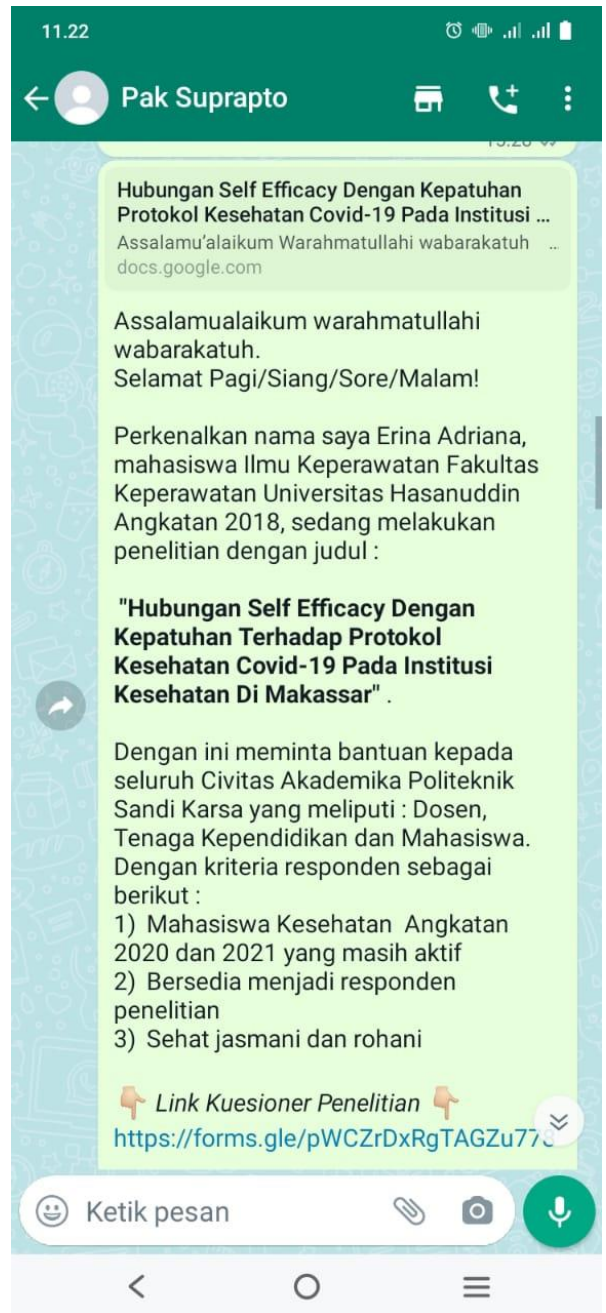 11.22
Pak Suprapto
Hubungan Self Efficacy Dengan Kepatuhan
Protokol Kesehatan Covid-19 Pada Institusi ...
Assalamu'alaikum Warahmatullahi wabarakatuh ...
docs.google.com
Assalamualaikum warahmatullahi
wabarakatuh.
Selamat Pagi/Siang/Sore/Malam!
Perkenalkan nama saya Erina Adriana,
mahasiswa Ilmu Keperawatan Fakultas
Keperawatan Universitas Hasanuddin
Angkatan 2018, sedang melakukan
penelitian dengan judul :
"Hubungan Self Efficacy Dengan
Kepatuhan Terhadap Protokol
Kesehatan Covid-19 Pada Institusi
Kesehatan Di Makassar" .
Dengan ini meminta bantuan kepada
seluruh Civitas Akademika Politeknik
Sandi Karsa yang meliputi : Dosen,
Tenaga Kependidikan dan Mahasiswa.
Dengan kriteria responden sebagai
berikut :
1) Mahasiswa Kesehatan Angkatan
2020 dan 2021 yang masih aktif
2) Bersedia menjadi responden
penelitian
3) Sehat jasmani dan rohani
👇 Link Kuesioner Penelitian 👇
https://forms.gle/pWCZrDxRgTAGZu77
Ketik pesan